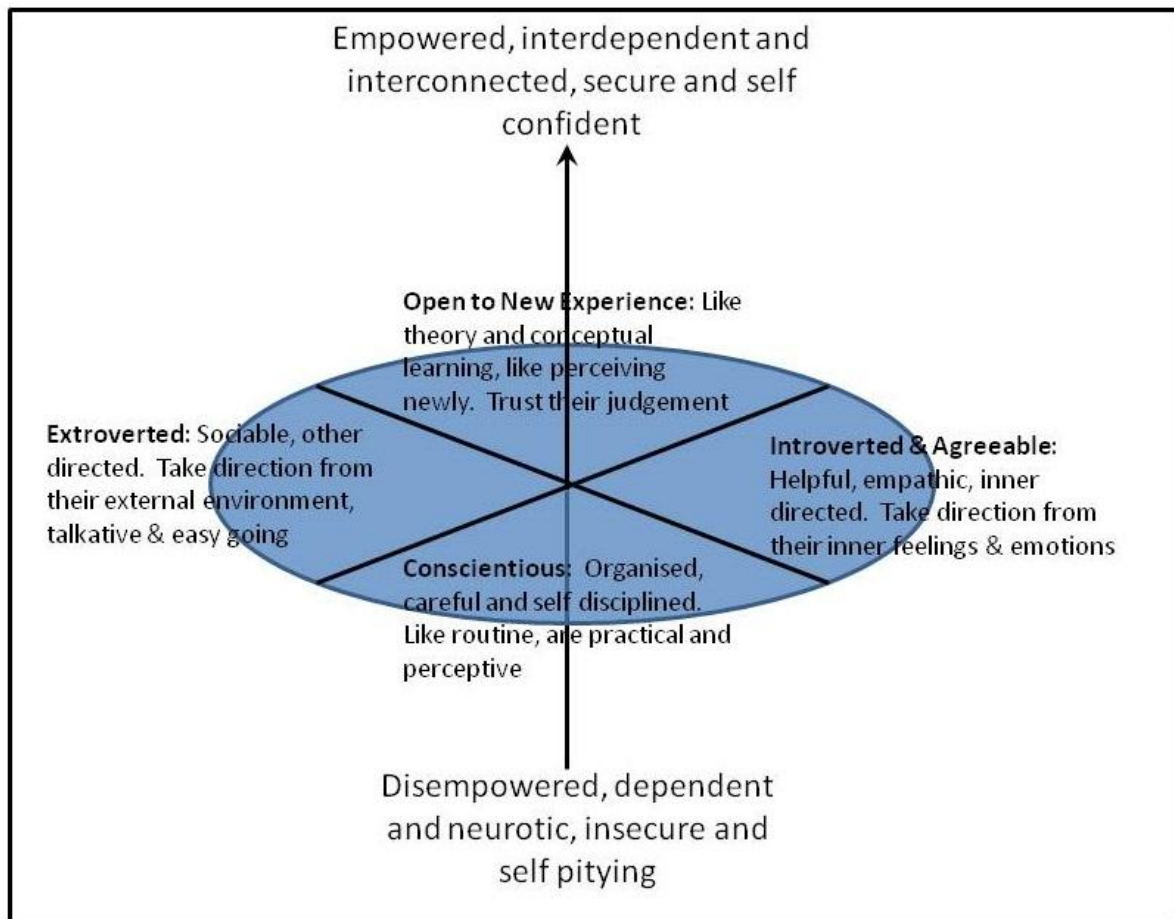 Empowered, interdependent and
interconnected, secure and self
confident
Open to New Experience: Like
theory and conceptual
learning, like perceiving
newly. Trust their judgement
Extroverted: Sociable, other
directed. Take direction from
their external environment,
talkative & easy going
Introverted & Agreeable:
Helpful, empathic, inner
directed. Take direction from
their inner feelings & emotions
Conscientious: Organised,
careful and self disciplined.
Like routine, are practical and
perceptive
Disempowered, dependent
and neurotic, insecure and
self pitying